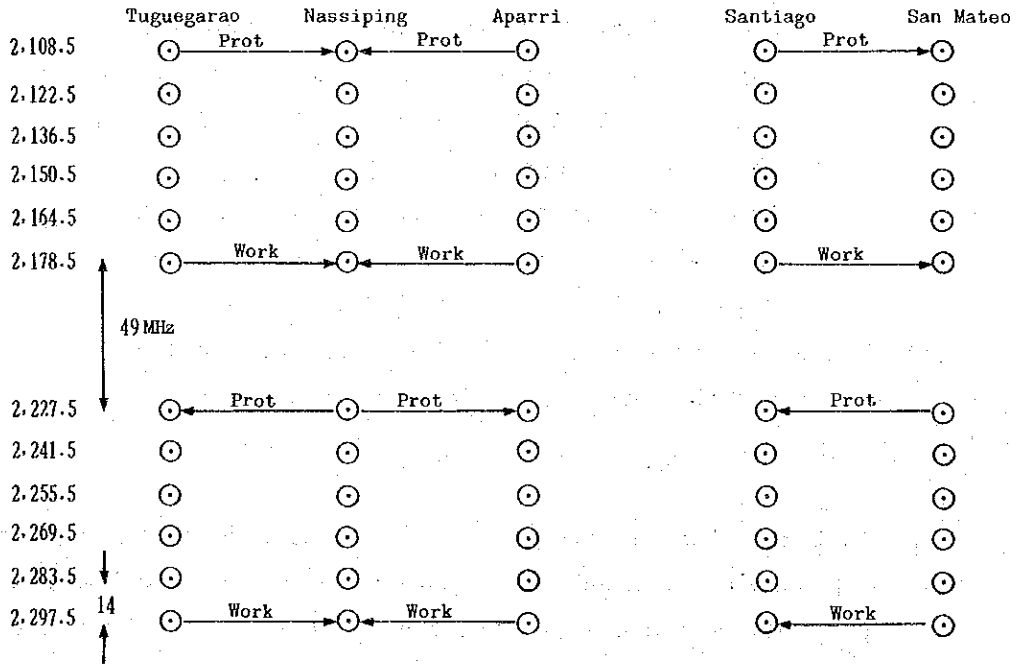 Tuguegarao Nassiping Aparri Santiago San Mateo
2,108.5 Prot Prot Prot
2,122.5
2,136.5
2,150.5
2,164.5
2,178.5 Work Work Work
49 MHz
2,227.5 Prot Prot Prot
2,241.5
2,255.5
2,269.5
2,283.5
14
2,297.5 Work Work Work